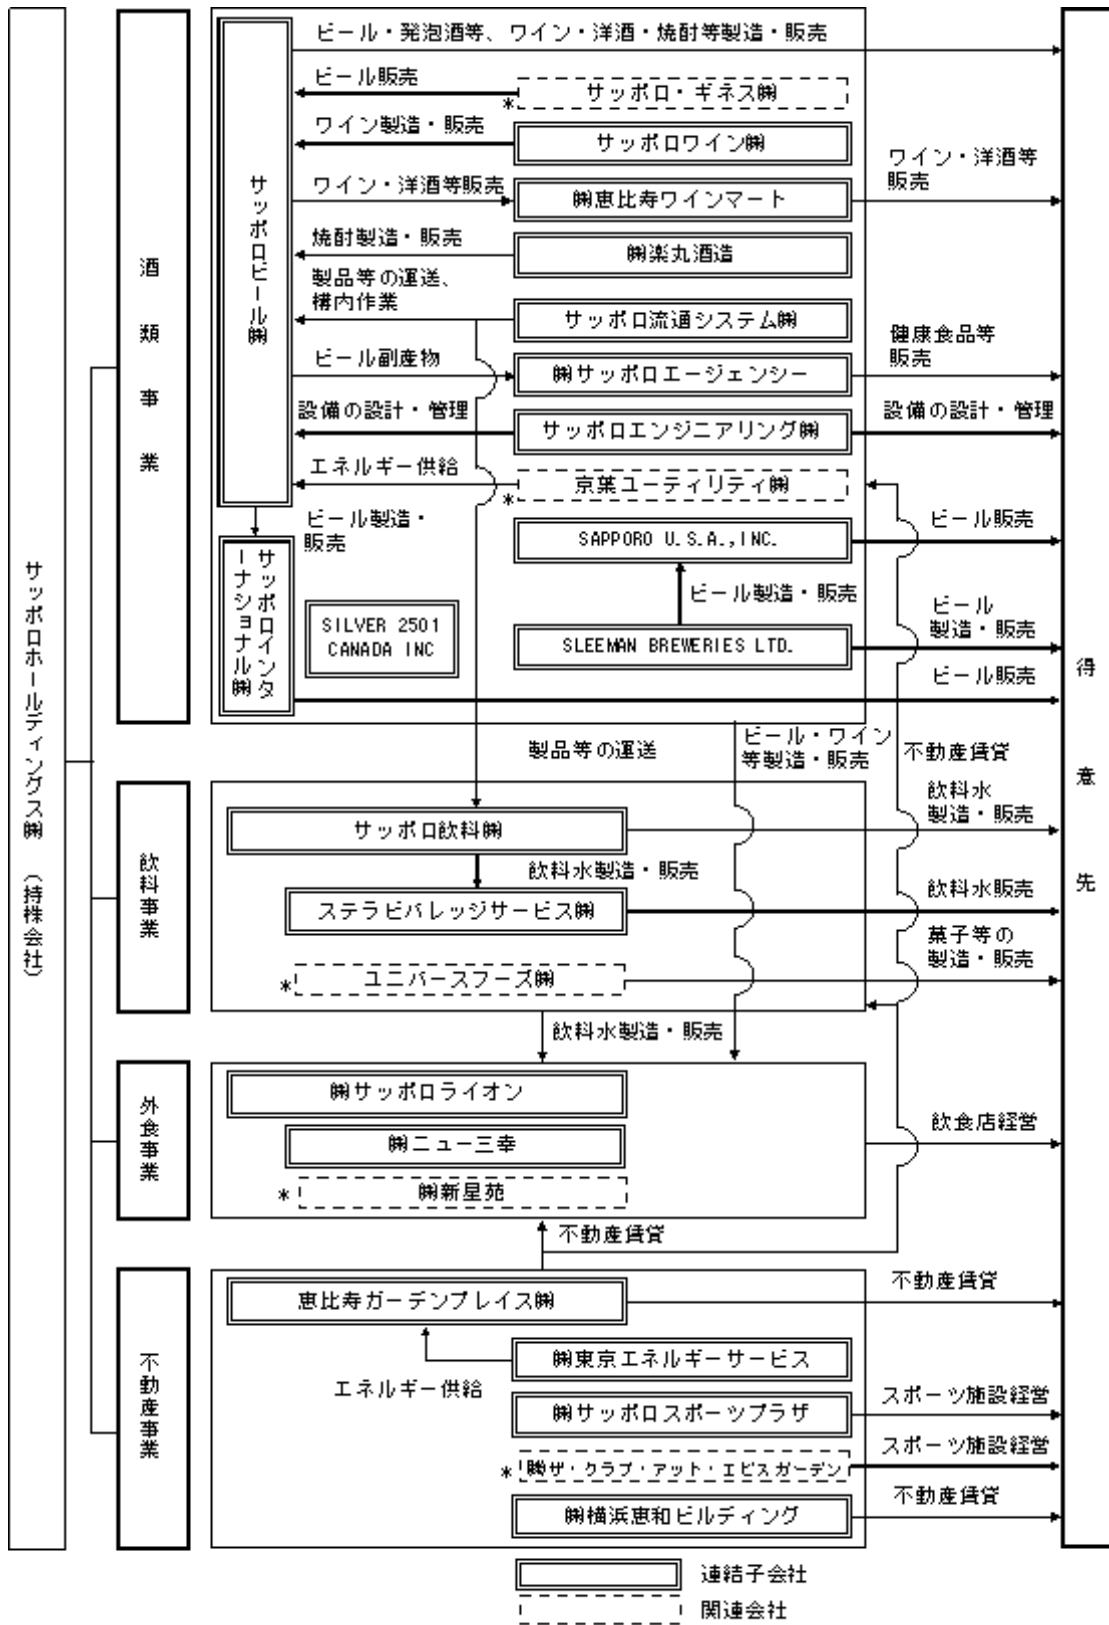 サッポロホールディングス㈱　（持株会社）
酒類事業
サッポロビール㈱
ビール・発泡酒等、ワイン・洋酒・焼酎等製造・販売
ビール販売
*
サッポロ・ギネス㈱
ワイン製造・販売
サッポロワイン㈱
ワイン・洋酒等販売
㈱恵比寿ワインマート
ワイン・洋酒等
販売
焼酎製造・販売
㈱楽丸酒造
製品等の運送、
構内作業
サッポロ流通システム㈱
ビール副産物
㈱サッポロエージェンシー
健康食品等
販売
設備の設計・管理
サッポロエンジニアリング㈱
設備の設計・管理
エネルギー供給
*
京葉ユーティリティ㈱
ビール製造・
販売
SAPPORO U.S.A.,INC.
ビール販売
ビール製造・販売
サッポロインタ
ーナショナル㈱
SILVER 2501
CANADA INC
SLEEMAN BREWERIES LTD.
ビール
製造・販売
ビール販売
得意先
製品等の運送
ビール・ワイン
等製造・販売
不動産賃貸
飲料事業
サッポロ飲料㈱
飲料水
製造・販売
飲料水製造・販売
ステラビバレッジサービス㈱
飲料水販売
*
ユニバースフーズ㈱
菓子等の
製造・販売
飲料水製造・販売
外食事業
㈱サッポロライオン
㈱ニュー三幸
*
㈱新星苑
飲食店経営
不動産賃貸
不動産事業
恵比寿ガーデンプレイス㈱
不動産賃貸
㈱東京エネルギーサービス
エネルギー供給
㈱サッポロスポーツプラザ
スポーツ施設経営
*
㈱ザ・クラブ・アット・エビスガーデン
スポーツ施設経営
㈱横浜恵和ビルディング
不動産賃貸
連結子会社
関連会社